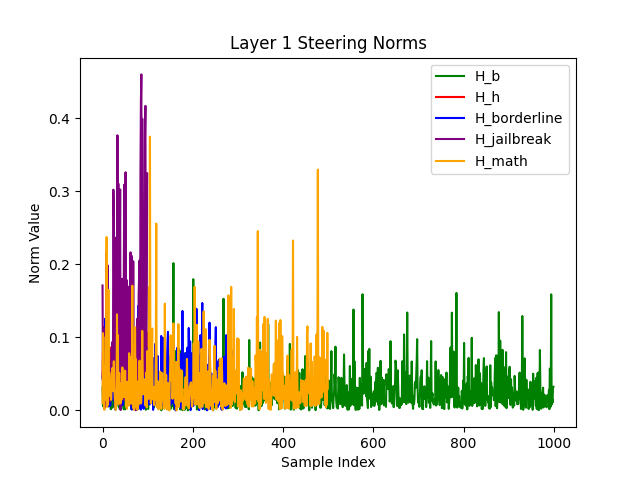 Layer 1 Steering Norms
H_b
H_h
H_borderline
H_jailbreak
H_math
Norm Value
0.4
0.3
0.2
0.1
0.0
0 200 400 600 800 1000
Sample Index